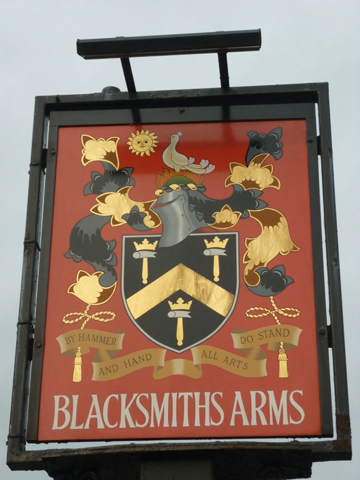 BY HAMMER
AND HAND
ALL ARTS
DO STAND
BLACKSMITHS ARMS